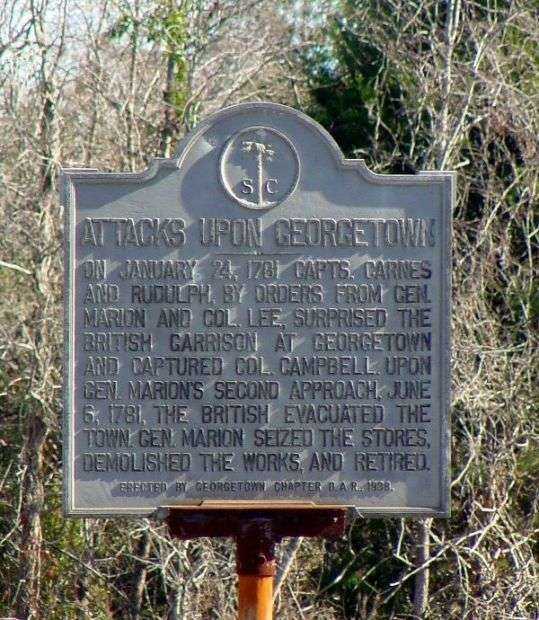 S C
ATTACKS UPON GEORGETOWN
ON JANUARY 24, 1781 CAPTS. CARNES
AND RUDULPH, BY ORDERS FROM GEN.
MARION AND COL. LEE, SURPRISED THE
BRITISH GARRISON AT GEORGETOWN
AND CAPTURED COL. CAMPBELL. UPON
GEN. MARION'S SECOND APPROACH, JUNE
6, 1781, THE BRITISH EVACUATED THE
TOWN. GEN. MARION SEIZED THE STORES,
DEMOLISHED THE WORKS, AND RETIRED.
ERECTED BY GEORGETOWN CHAPTER D.A.R., 1938.